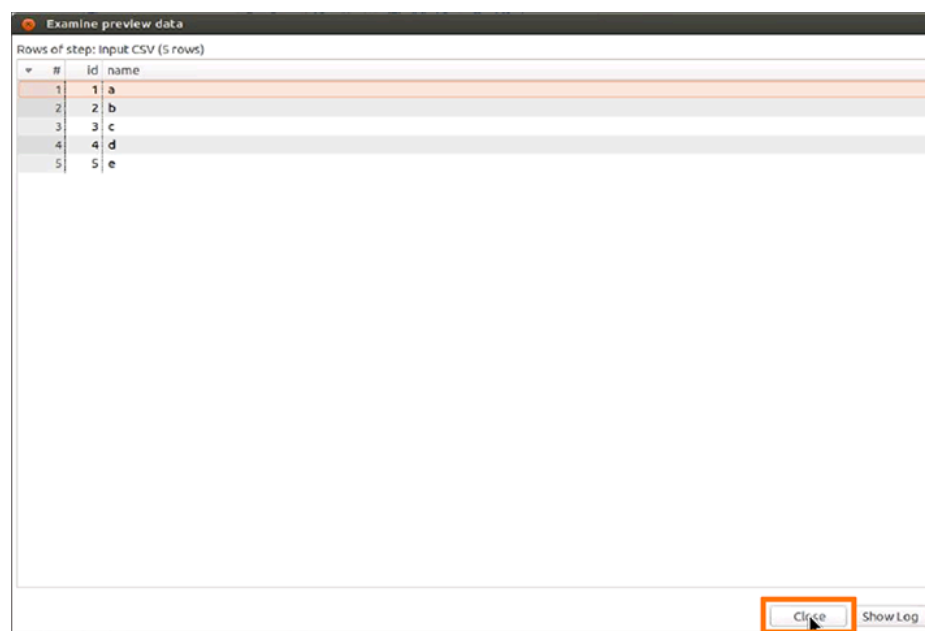 Examine preview data
Rows of step: Input CSV (5 rows)
# id name
1 1 a
2 2 b
3 3 c
4 4 d
5 5 e
Close Show Log